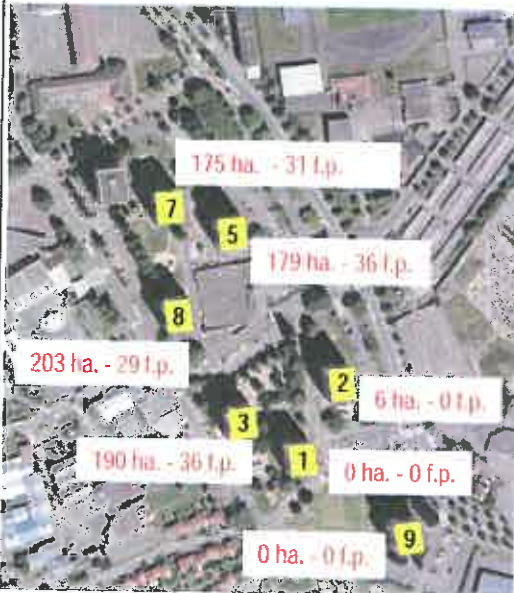 175 ha. - 31 f.p.
7
5
179 ha. - 36 f.p.
8
203 ha. - 29 f.p.
2
6 ha. - 0 f.p.
3
190 ha. - 36 f.p.
1
0 ha. - 0 f.p.
9
0 ha. - 0 f.p.